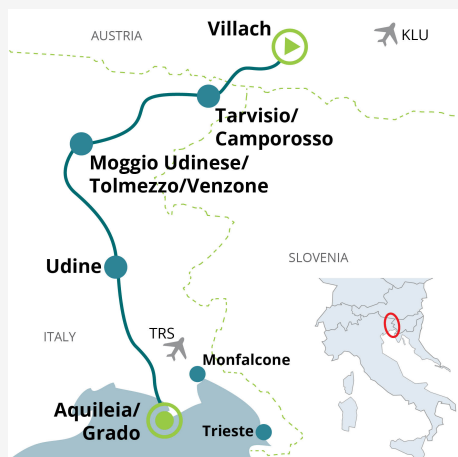 Villach
AUSTRIA
KLU
Tarvisio/
Camporosso
Moggio Udinese/
Tolmezzo/Venzone
SLOVENIA
Udine
ITALY
TRS
Monfalcone
Aquileia/
Grado
Trieste